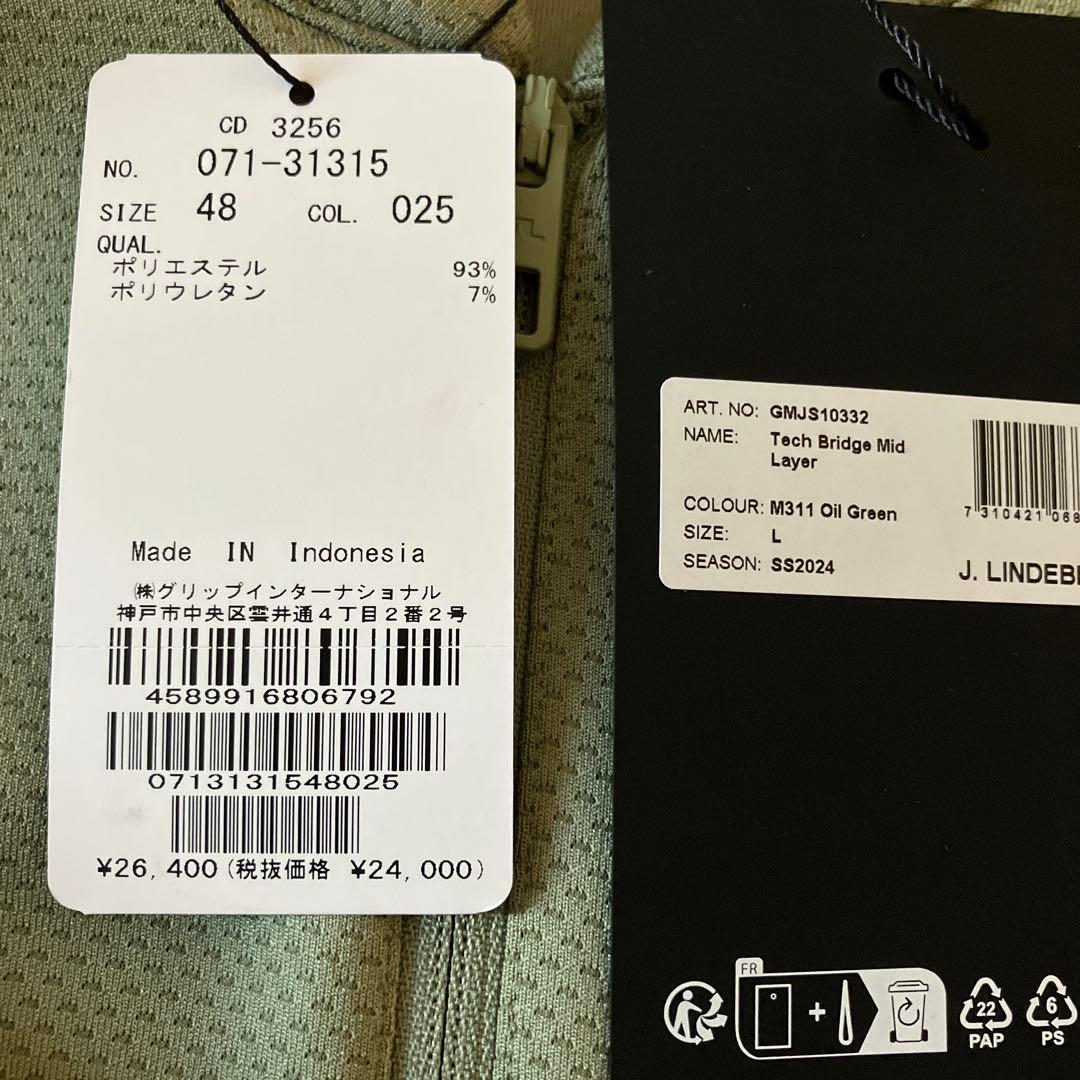 CD 3256
NO. 071-31315
SIZE 48 COL. 025
QUAL.
ポリエステル 93%
ポリウレタン 7%
Made IN Indonesia
㈱グリップインターナショナル
神戸市中央区雲井通4丁目2番2号
4589916806792
0713131548025
¥26,400(税抜価格 ¥24,000)
ART. NO: GMJS10332
NAME: Tech Bridge Mid
Layer
COLOUR: M311 Oil Green
SIZE: L
SEASON: SS2024
7 310421 068
J. LINDEB
FR
22
PAP
6
PS